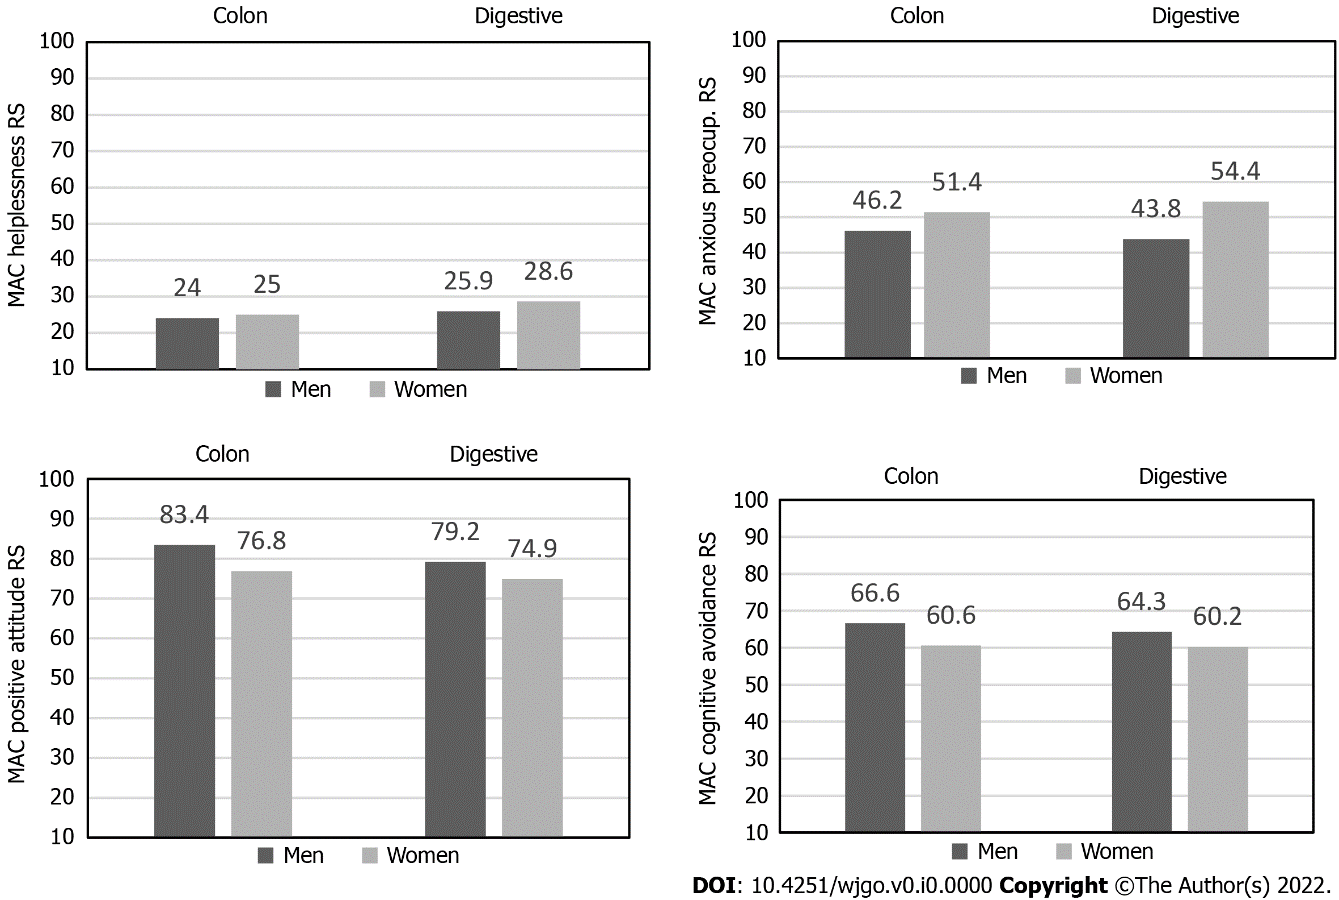 Colon Digestive
MAC helplessness RS
100
90
80
70
60
50
40
30
20
10
24 25 25.9 28.6
Men Women
Colon Digestive
MAC anxious preocup. RS
100
90
80
70
60
50
40
30
20
10
46.2 51.4 43.8 54.4
Men Women
Colon Digestive
MAC positive attitude RS
100
90
80
70
60
50
40
30
20
10
83.4 76.8 79.2 74.9
Men Women
Colon Digestive
MAC cognitive avoidance RS
100
90
80
70
60
50
40
30
20
10
66.6 60.6 64.3 60.2
Men Women
DOI: 10.4251/wjgo.v0.i0.0000 Copyright ©The Author(s) 2022.